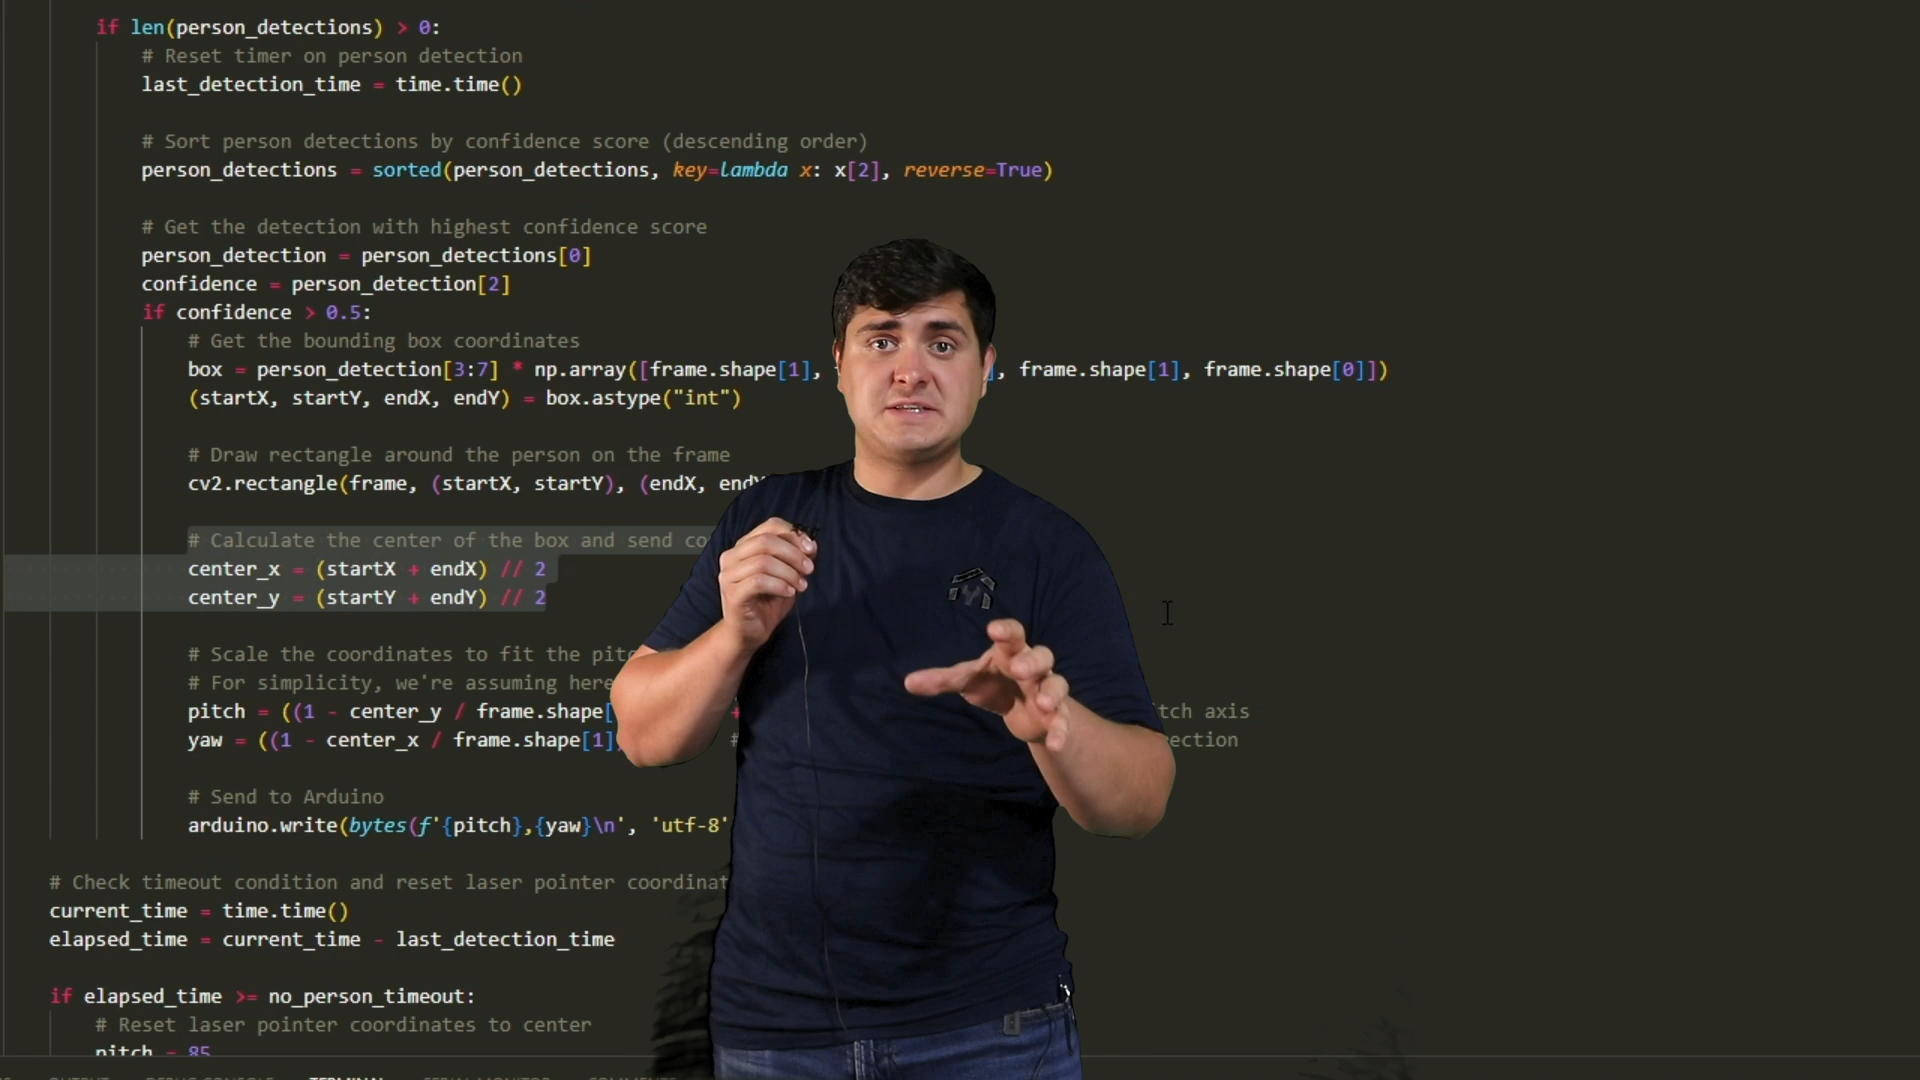 if len(person_detections) > 0:
# Reset timer on person detection
last_detection_time = time.time()
# Sort person detections by confidence score (descending order)
person_detections = sorted(person_detections, key=lambda x: x[2], reverse=True)
# Get the detection with highest confidence score
person_detection = person_detections[0]
confidence = person_detection[2]
if confidence > 0.5:
# Get the bounding box coordinates
box = person_detection[3:7] * np.array([frame.shape[1], , frame.shape[1], frame.shape[0]])
(startX, startY, endX, endY) = box.astype("int")
# Draw rectangle around the person on the frame
cv2.rectangle(frame, (startX, startY), (endX, endY
# Calculate the center of the box and send
center_x = (startX + endX) // 2
center_y = (startY + endY) // 2
# Scale the coordinates to fit the
# For simplicity, we're assuming here axis
pitch = ((1 - center_y / frame.shape[
yaw = ((1 - center_x / frame.shape[1] #
# Send to Arduino
arduino.write(bytes(f'{pitch},{yaw}\n', 'utf-8'
# Check timeout condition and reset laser pointer
current_time = time.time()
elapsed_time = current_time - last_detection_time
if elapsed_time >= no_person_timeout:
# Reset laser pointer coordinates to center
pitch = 85